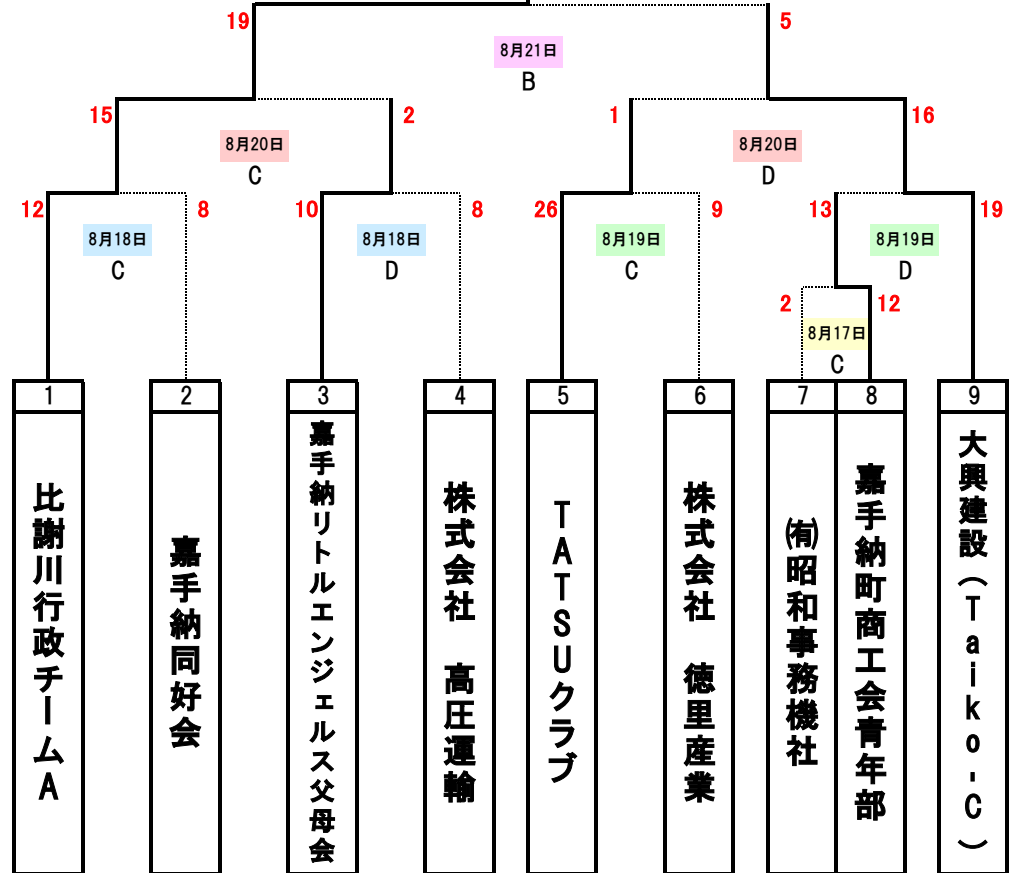 19
5
8月21日
B
15
2
1
16
8月20日
C
8月20日
D
12
8
10
8
26
9
13
19
8月18日
C
8月18日
D
8月19日
C
8月19日
D
2
12
8月17日
C
1
2
3
4
5
6
7
8
9
比謝川行政チームA
嘉手納同好会
嘉手納リトルエンジェルス父母会
株式会社 高圧運輸
TATSUクラブ
株式会社 徳里産業
㈲昭和事務機社
嘉手納町商工会青年部
大興建設（Taiko-C）